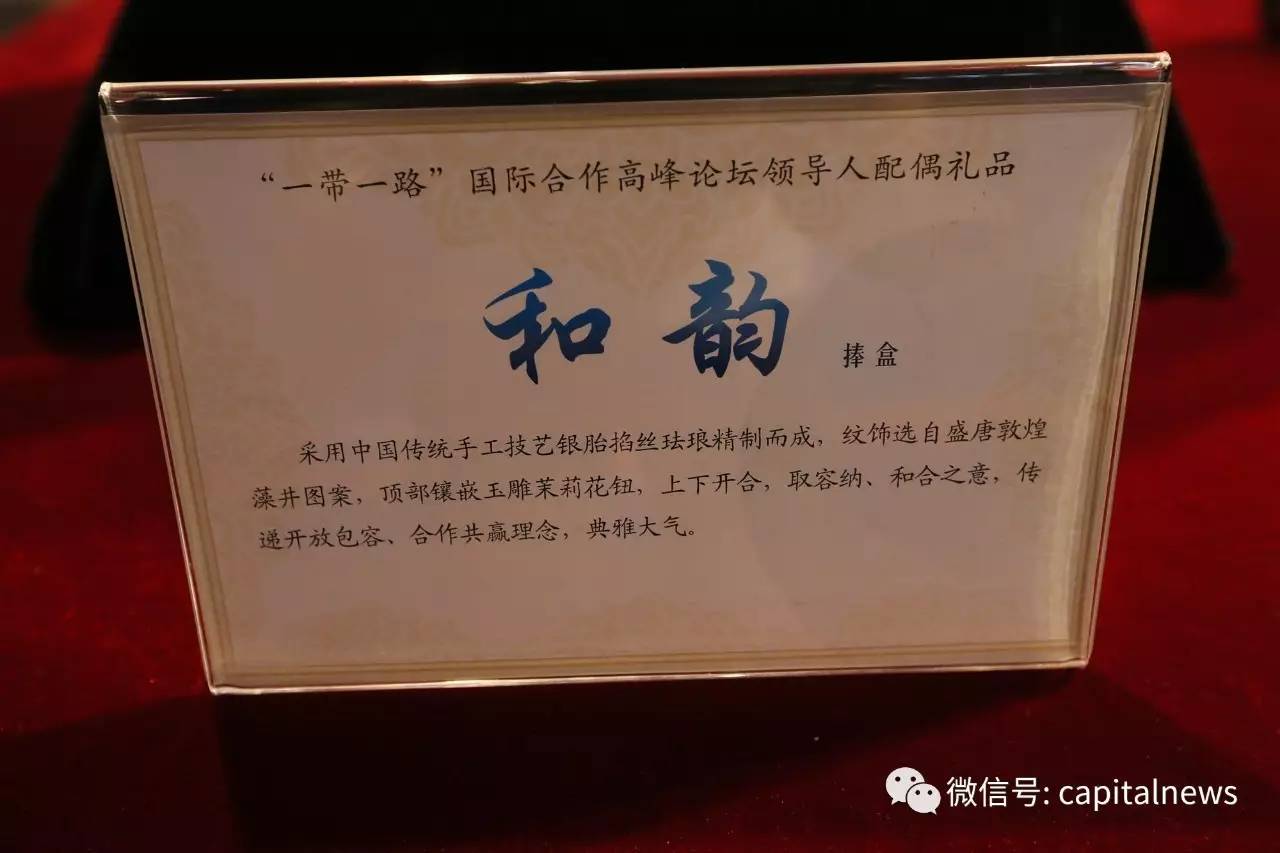 “一带一路”国际合作高峰论坛领导人配偶礼品
和韵 捧盒
采用中国传统手工技艺银胎掐丝珐琅精制而成，纹饰选自盛唐敦煌
藻井图案，顶部镶嵌玉雕茉莉花钮，上下开合，取容纳、和合之意，传
递开放包容、合作共赢理念，典雅大气。
微信号: capitalnews